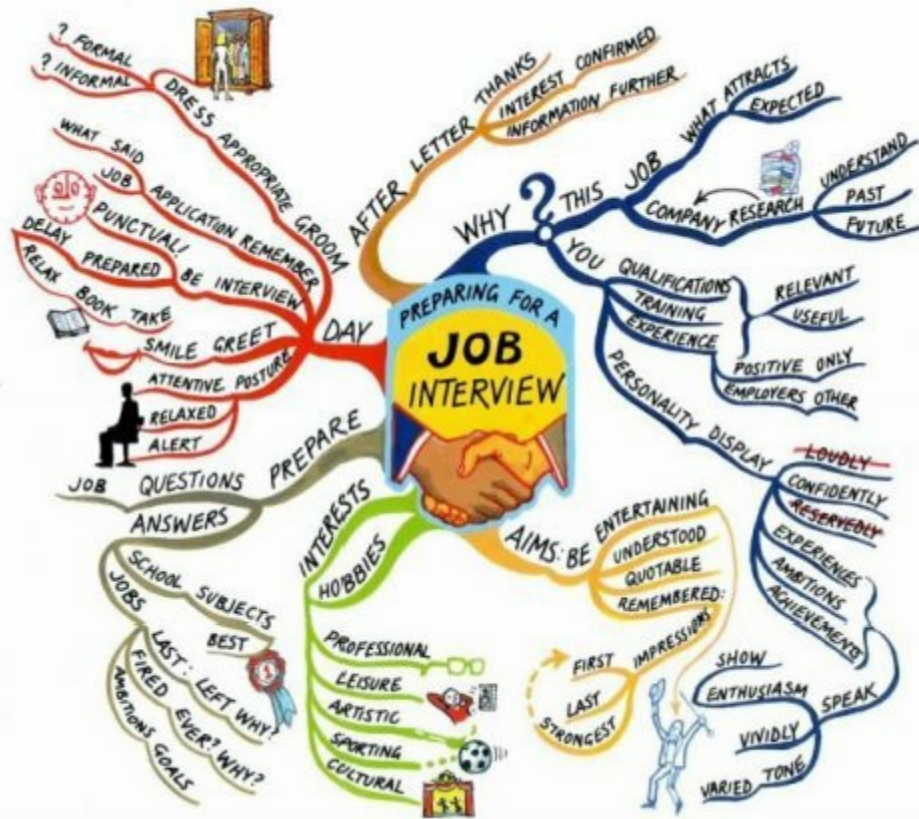 PREPARING FOR A
JOB
INTERVIEW
WHY ?
THIS JOB
WHAT ATTRACTS
EXPECTED
COMPANY RESEARCH
UNDERSTAND
PAST
FUTURE
YOU
QUALIFICATIONS
TRAINING
EXPERIENCE
RELEVANT
USEFUL
POSITIVE ONLY
EMPLOYERS OTHER
PERSONALITY DISPLAY
LOUDLY
CONFIDENTLY
RESERVEDLY
EXPERIENCES
AMBITIONS
ACHIEVEMENTS
SPEAK
SHOW
ENTHUSIASM
VIVIDLY
VARIED TONE
AIMS: BE
ENTERTAINING
UNDERSTOOD
QUOTABLE
REMEMBERED:
IMPRESSIONS
FIRST
LAST
STRONGEST
INTERESTS
HOBBIES
PROFESSIONAL
LEISURE
ARTISTIC
SPORTING
CULTURAL
PREPARE
QUESTIONS
JOB
ANSWERS
SCHOOL SUBJECTS
BEST
JOBS
LAST: LEFT WHY?
FIRED EVER? WHY?
AMBITIONS GOALS
DAY
DRESS APPROPRIATE GROOM
? FORMAL
? INFORMAL
APPLICATION REMEMBER
WHAT SAID
JOB
BE INTERVIEW
PUNCTUAL!
PREPARED
DELAY
RELAX BOOK TAKE
SMILE GREET
ATTENTIVE POSTURE
RELAXED
ALERT
AFTER LETTER
THANKS
INTEREST CONFIRMED
INFORMATION FURTHER